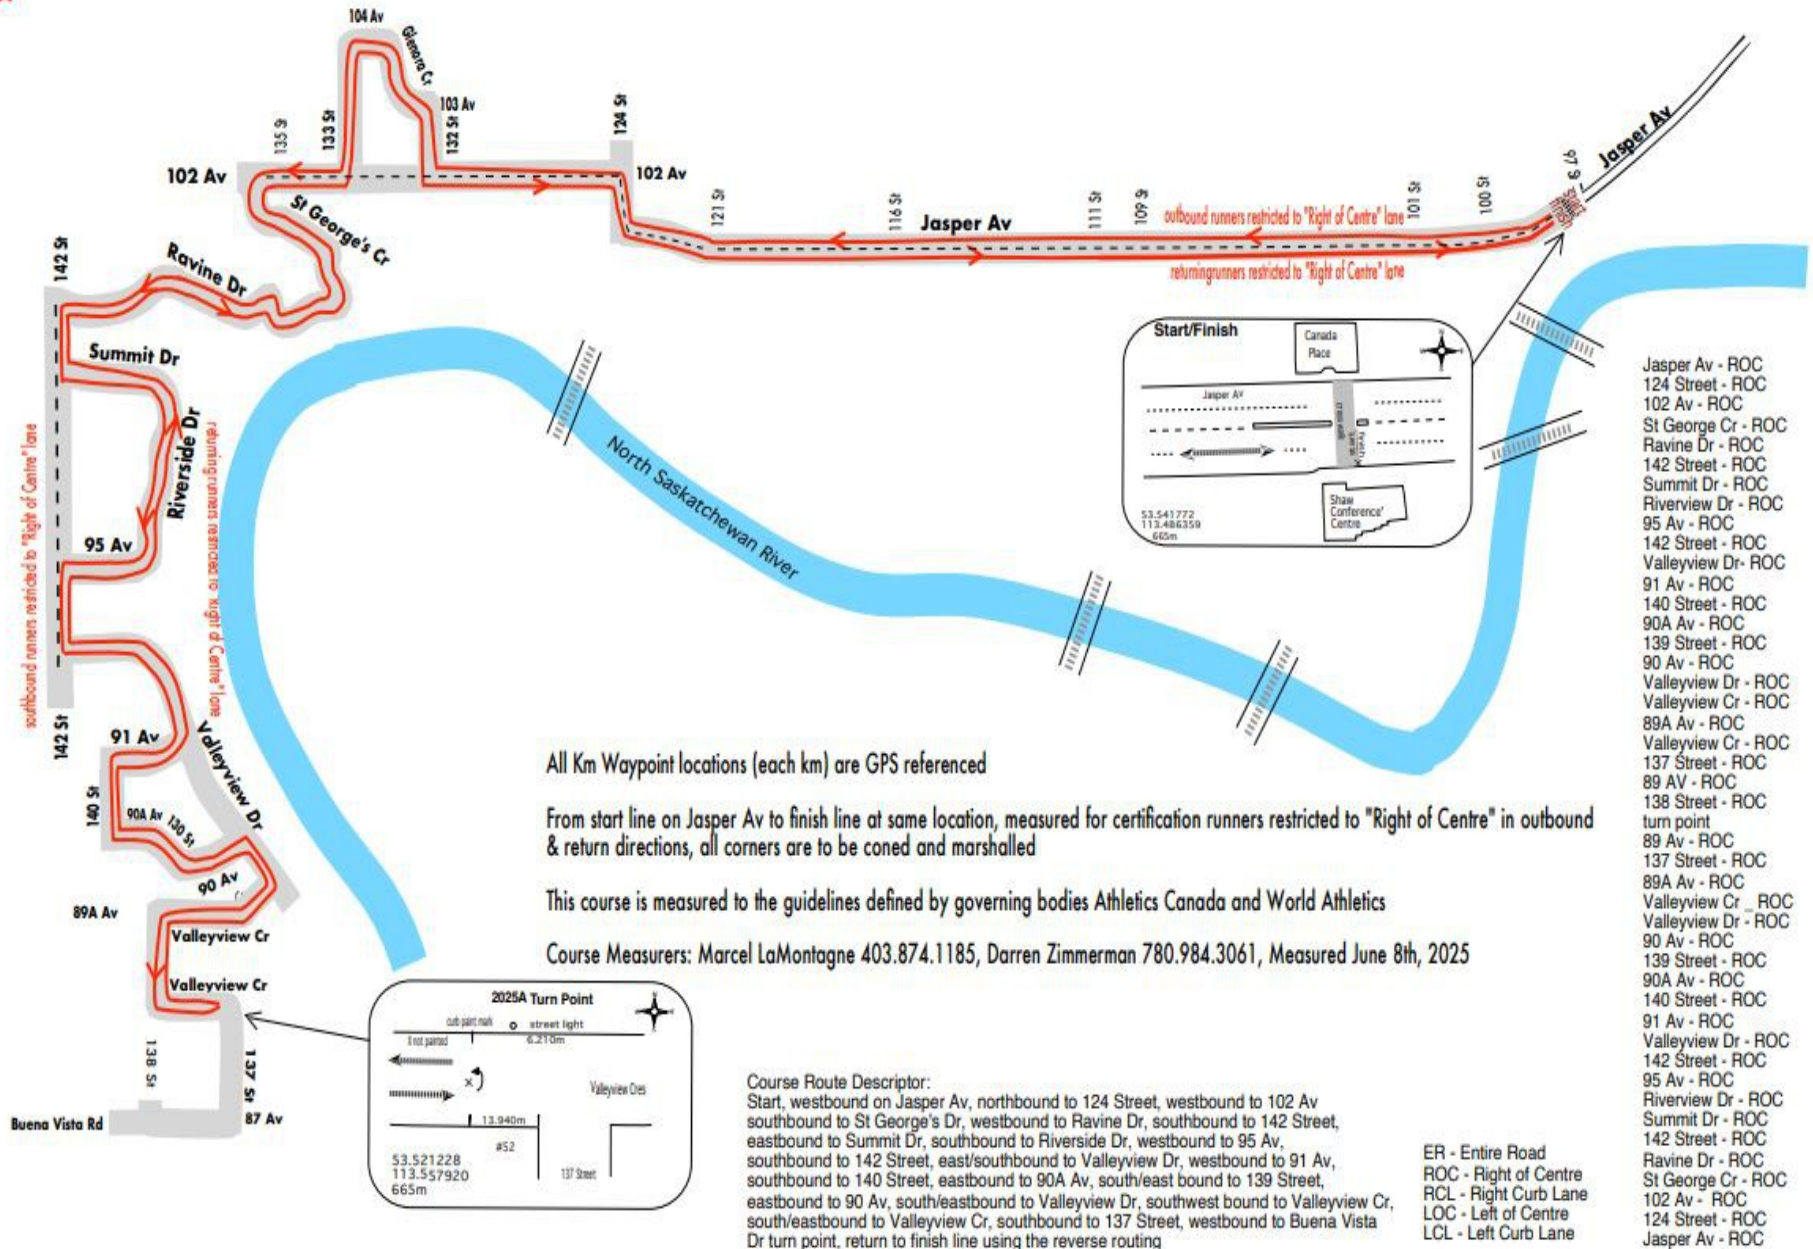 104 Av
Glenora Cr
103 Av
135 St
133 St
132 St
124 St
102 Av
102 Av
St George's Cr
Ravine Dr
142 St
Summit Dr
Riverside Dr
95 Av
southbound runners restricted to "Right of Centre" lane
returning runners restricted to "Right of Centre" lane
142 St
121 St
116 St
Jasper Av
111 St
109 St
outbound runners restricted to "Right of Centre" lane
returningrunners restricted to "Right of Centre" lane
101 St
100 St
97 St
Start
Finish
Jasper Av
North Saskatchewan River
91 Av
Valleyview Dr
140 St
90A Av
130 St
90 Av
89A Av
Valleyview Cr
Valleyview Cr
138 St
137 St
Buena Vista Rd
87 Av
Start/Finish
Canada
Place
Jasper AV
Shaw
Conference'
Centre
53.541772
113.486359
665m
All Km Waypoint locations (each km) are GPS referenced
From start line on Jasper Av to finish line at same location, measured for certification runners restricted to "Right of Centre" in outbound
& return directions, all corners are to be coned and marshalled
This course is measured to the guidelines defined by governing bodies Athletics Canada and World Athletics
Course Measurers: Marcel LaMontagne 403.874.1185, Darren Zimmerman 780.984.3061, Measured June 8th, 2025
2025A Turn Point
curb paint mark
street light
X not painted
6.210m
X
Valleyview Cres
13.940m
#52
137 Street
53.521228
113.557920
665m
Course Route Descriptor:
Start, westbound on Jasper Av, northbound to 124 Street, westbound to 102 Av
southbound to St George's Dr, westbound to Ravine Dr, southbound to 142 Street,
eastbound to Summit Dr, southbound to Riverside Dr, westbound to 95 Av,
southbound to 142 Street, east/southbound to Valleyview Dr, westbound to 91 Av,
southbound to 140 Street, eastbound to 90A Av, south/east bound to 139 Street,
eastbound to 90 Av, south/eastbound to Valleyview Dr, southwest bound to Valleyview Cr,
south/eastbound to Valleyview Cr, southbound to 137 Street, westbound to Buena Vista
Dr turn point, return to finish line using the reverse routing
ER - Entire Road
ROC - Right of Centre
RCL - Right Curb Lane
LOC - Left of Centre
LCL - Left Curb Lane
Jasper Av - ROC
124 Street - ROC
102 Av - ROC
St George Cr - ROC
Ravine Dr - ROC
142 Street - ROC
Summit Dr - ROC
Riverview Dr - ROC
95 Av - ROC
142 Street - ROC
Valleyview Dr- ROC
91 Av - ROC
140 Street - ROC
90A Av - ROC
139 Street - ROC
90 Av - ROC
Valleyview Dr - ROC
Valleyview Cr - ROC
89A Av - ROC
Valleyview Cr - ROC
137 Street - ROC
89 AV - ROC
138 Street - ROC
turn point
89 Av - ROC
137 Street - ROC
89A Av - ROC
Valleyview Cr _ ROC
Valleyview Dr - ROC
90 Av - ROC
139 Street - ROC
90A Av - ROC
140 Street - ROC
91 Av - ROC
Valleyview Dr - ROC
142 Street - ROC
95 Av - ROC
Riverview Dr - ROC
Summit Dr - ROC
142 Street - ROC
Ravine Dr - ROC
St George Cr - ROC
102 Av - ROC
124 Street - ROC
Jasper Av - ROC